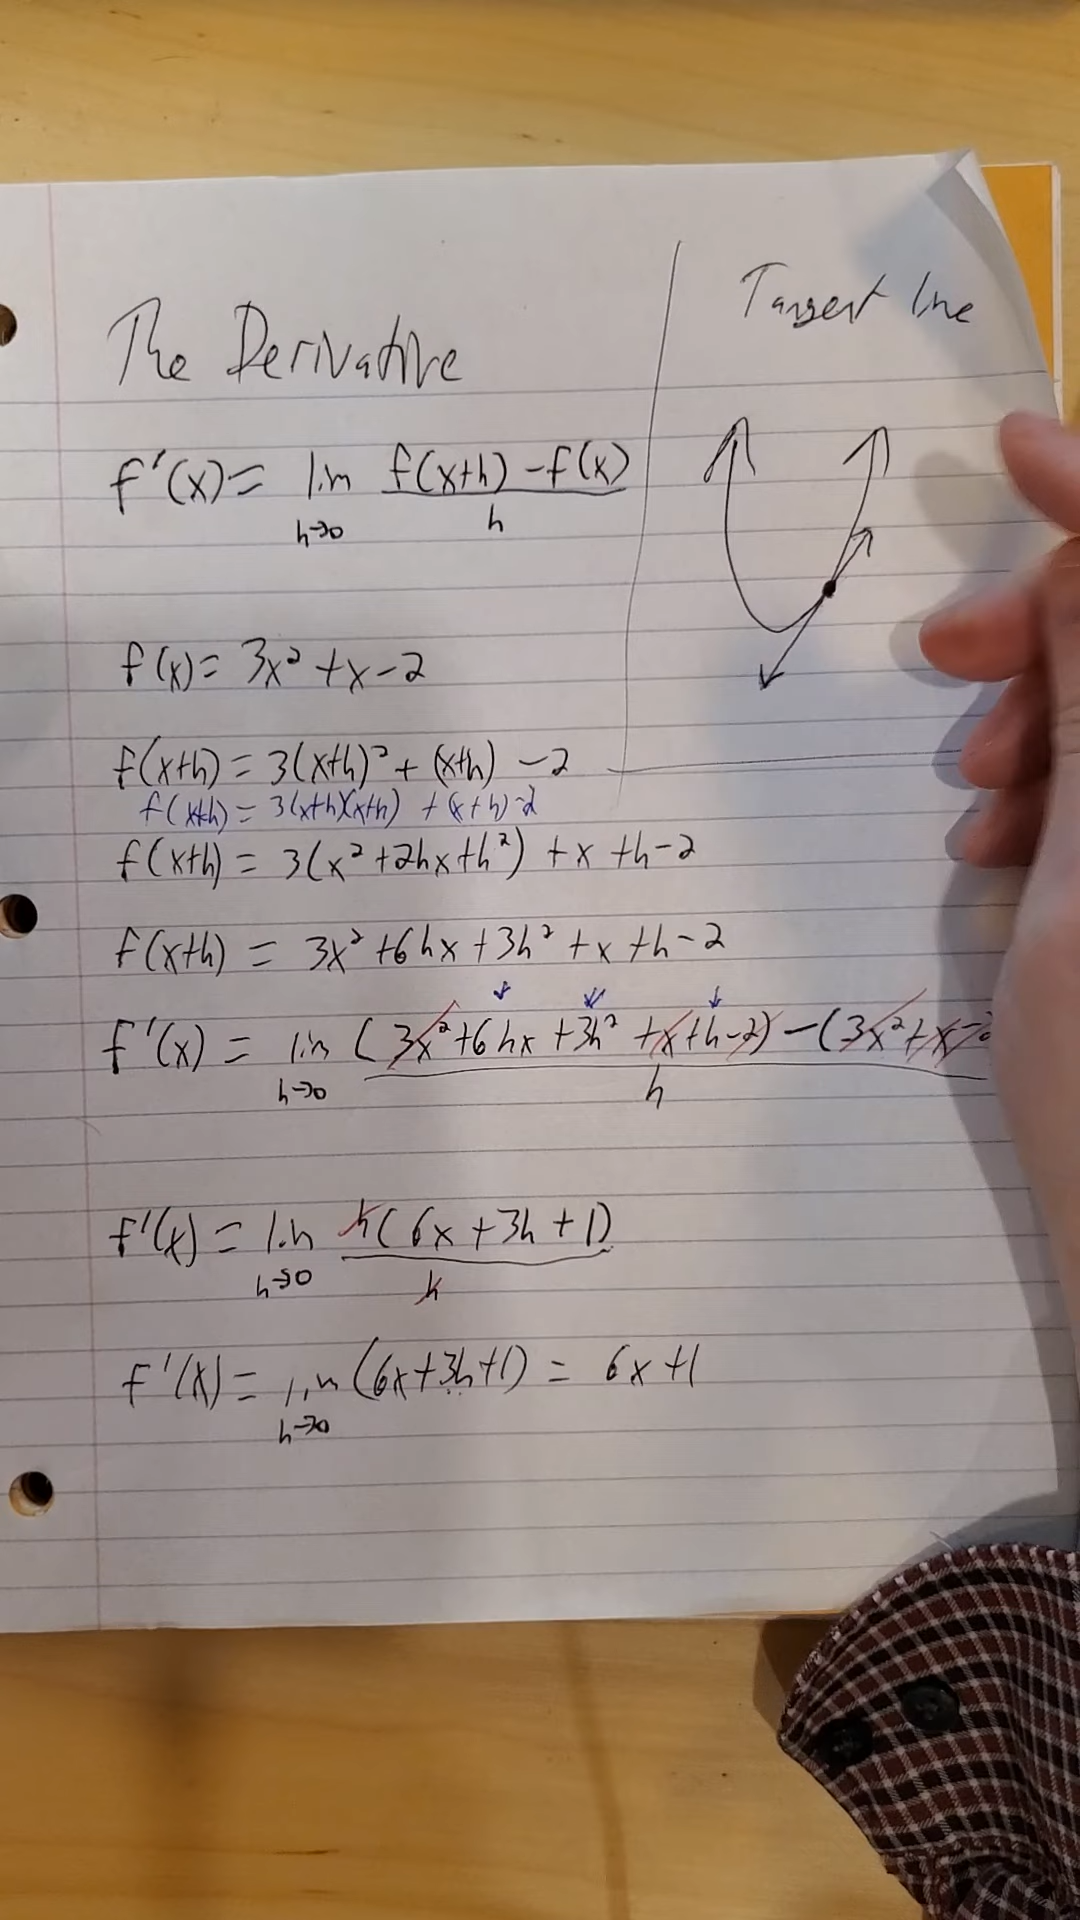 The Derivative
f'(x) = lim h→0 (f(x+h) - f(x)) / h
f(x) = 3x² + x - 2
f(x+h) = 3(x+h)² + (x+h) - 2
f(x+h) = 3(x+h)(x+h) + (x+h) - 2
f(x+h) = 3(x² + 2hx + h²) + x + h - 2
f(x+h) = 3x² + 6hx + 3h² + x + h - 2
f'(x) = lim h→0 ((3x² + 6hx + 3h² + x + h - 2) - (3x² + x - 2 / h
f'(x) = lim h→0 h(6x + 3h + 1) / h
f'(x) = lim h→0 (6x + 3h + 1) = 6x + 1
Tangent line